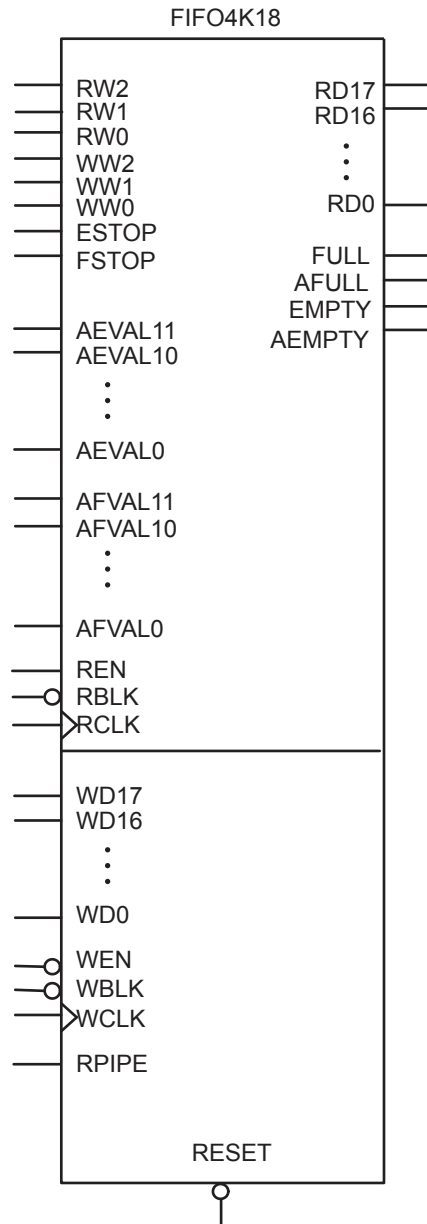 FIFO4K18
RW2
RW1
RW0
WW2
WW1
WW0
ESTOP
FSTOP
AEVAL11
AEVAL10
AEVAL0
AFVAL11
AFVAL10
AFVAL0
REN
RBLK
RCLK
RD17
RD16
RD0
FULL
AFULL
EMPTY
AEMPTY
WD17
WD16
WD0
WEN
WBLK
WCLK
RPIPE
RESET